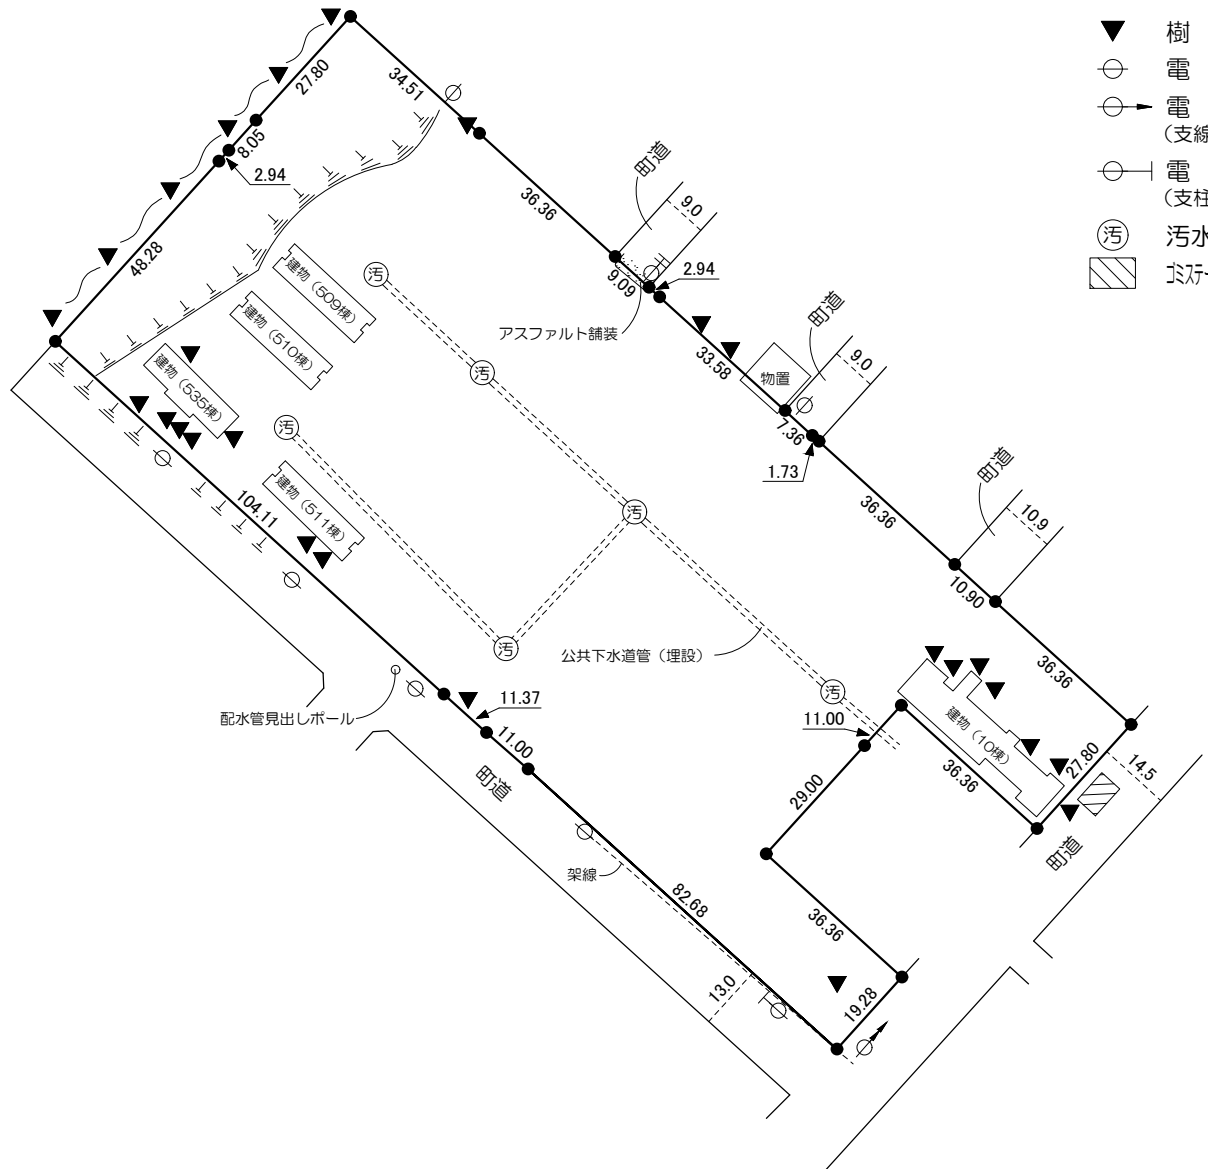 樹
電
電
(支線
電
(支柱
汚 汚水
ゴミステー
27.80
34.51
8.05
2.94
48.28
36.36
町道
9.0
9.09
2.94
アスファルト舗装
建物（509棟）
建物（510棟）
建物（535棟）
建物（511棟）
汚
汚
汚
汚
汚
汚
33.58
物置
町道
9.0
7.36
1.73
36.36
町道
10.9
10.90
36.36
104.11
公共下水道管（埋設）
配水管見出しポール
11.37
11.00
町道
11.00
建物（10棟）
36.36
27.80
14.5
町道
29.00
架線
82.68
36.36
13.0
19.28